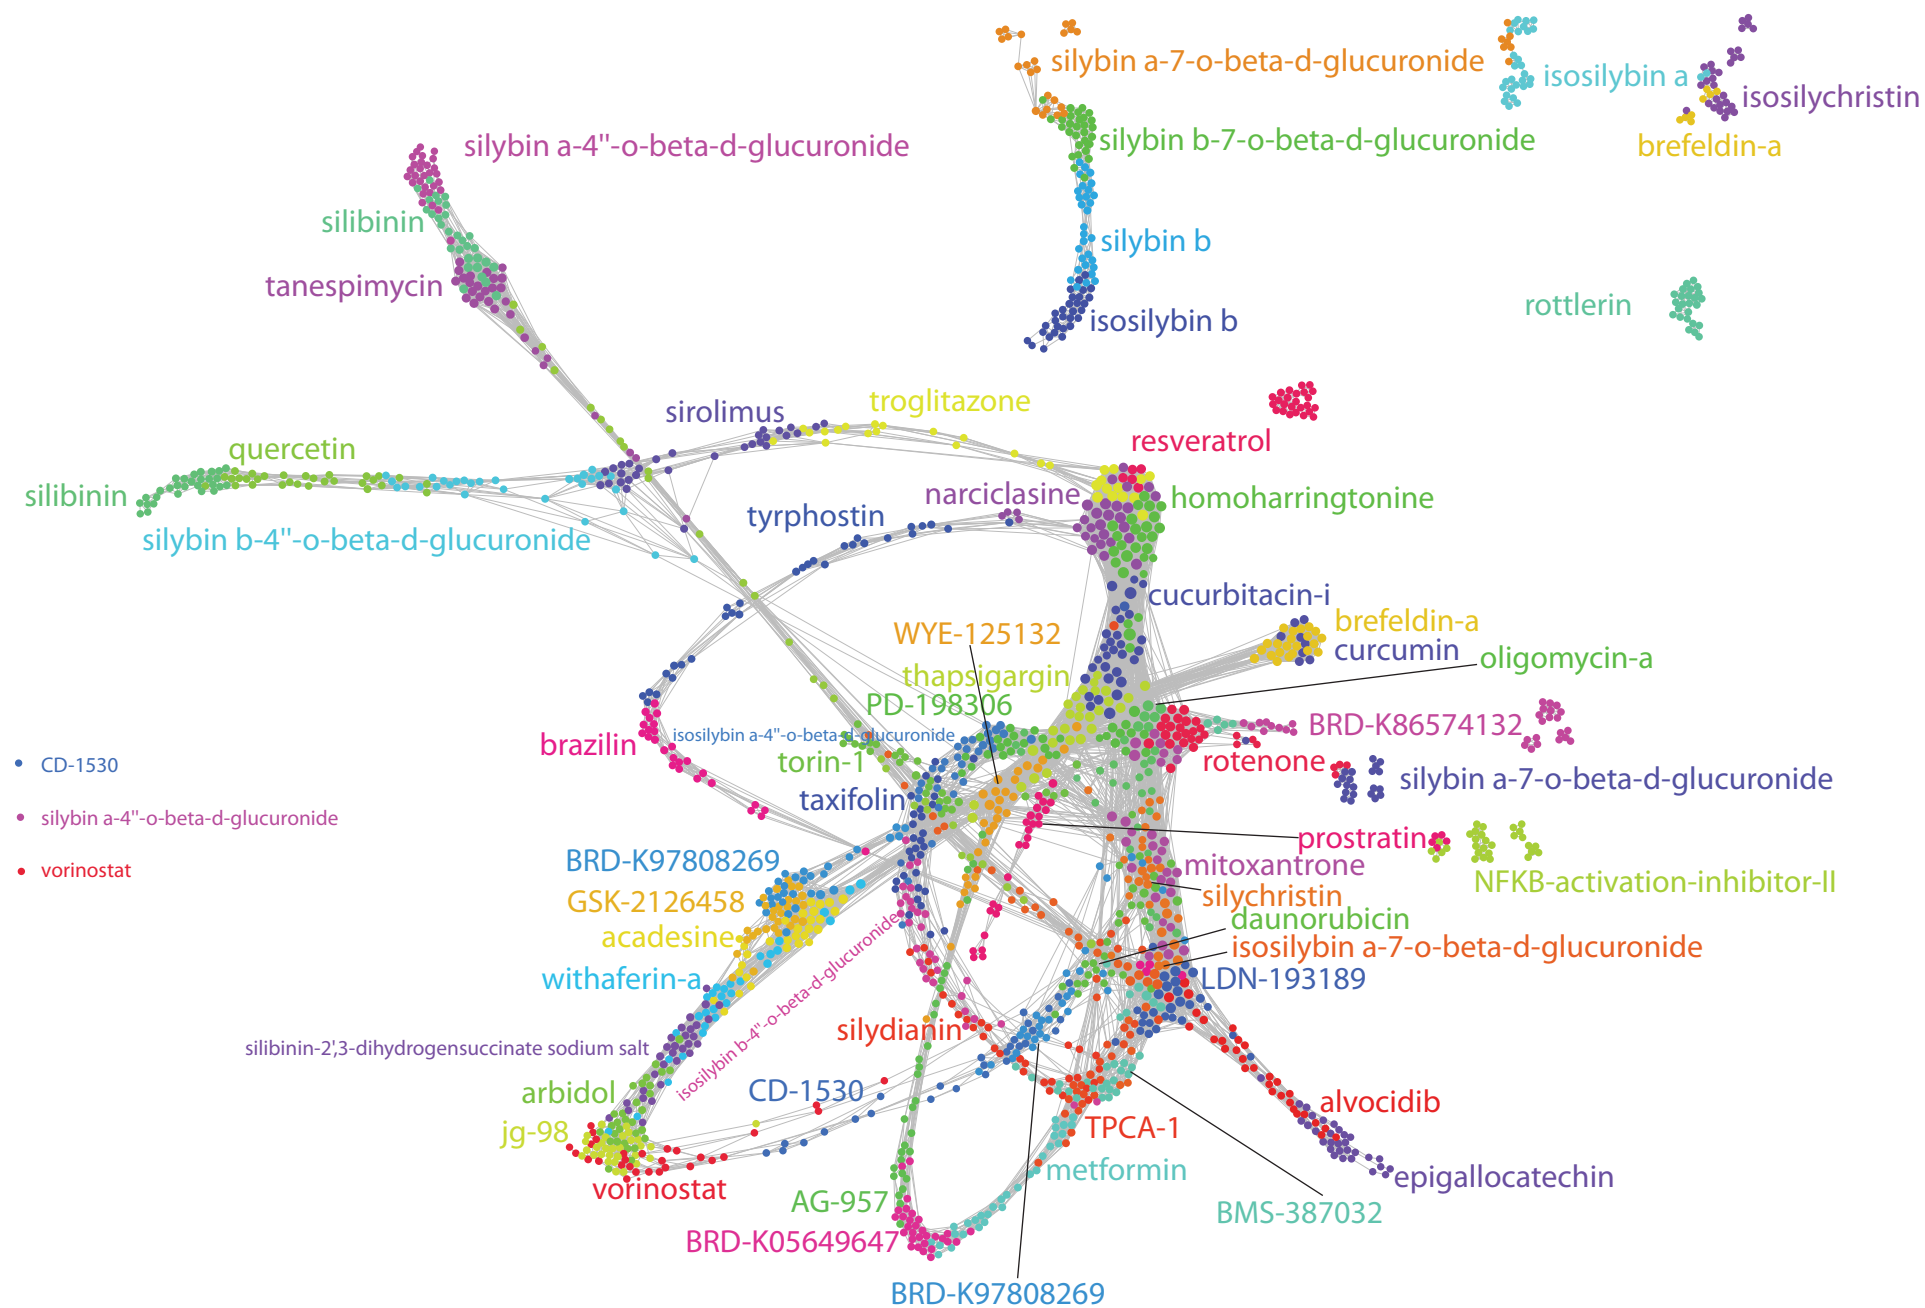 silybin a-7-o-beta-d-glucuronide
isosilybin a
isosilychristin
silybin b-7-o-beta-d-glucuronide
brefeldin-a
silybin a-4"-o-beta-d-glucuronide
silibinin
silybin b
tanespimycin
rottlerin
isosilybin b
sirolimus
troglitazone
resveratrol
quercetin
silibinin
narciclasine
homoharringtonine
tyrphostin
silybin b-4"-o-beta-d-glucuronide
cucurbitacin-i
brefeldin-a
WYE-125132
curcumin
oligomycin-a
thapsigargin
PD-198306
BRD-K86574132
isosilybin a-4"-o-beta-d-glucuronide
brazilin
torin-1
rotenone
CD-1530
silybin a-7-o-beta-d-glucuronide
taxifolin
silybin a-4"-o-beta-d-glucuronide
prostratin
BRD-K97808269
mitoxantrone
vorinostat
NFKB-activation-inhibitor-II
silychristin
GSK-2126458
daunorubicin
acadesine
isosilybin a-7-o-beta-d-glucuronide
withaferin-a
LDN-193189
isosilybin b-4"-o-beta-d-glucuronide
silydianin
silibinin-2',3-dihydrogensuccinate sodium salt
CD-1530
arbidol
alvocidib
jg-98
TPCA-1
metformin
epigallocatechin
vorinostat
AG-957
BMS-387032
BRD-K05649647
BRD-K97808269